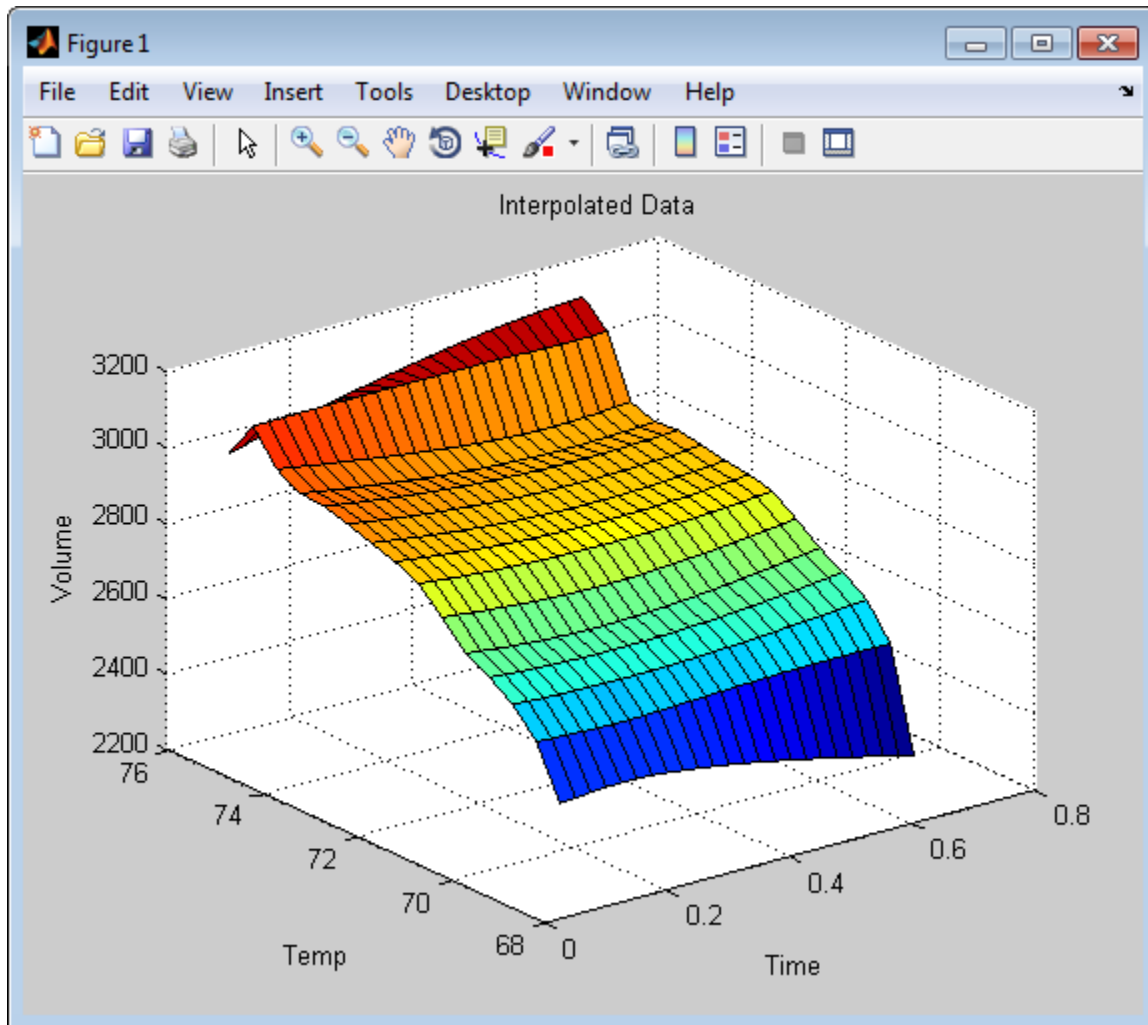 Figure 1
File Edit View Insert Tools Desktop Window Help
Interpolated Data
3200
3000
2800
2600
2400
2200
Volume
76
74
72
70
68
Temp
0
0.2
0.4
0.6
0.8
Time